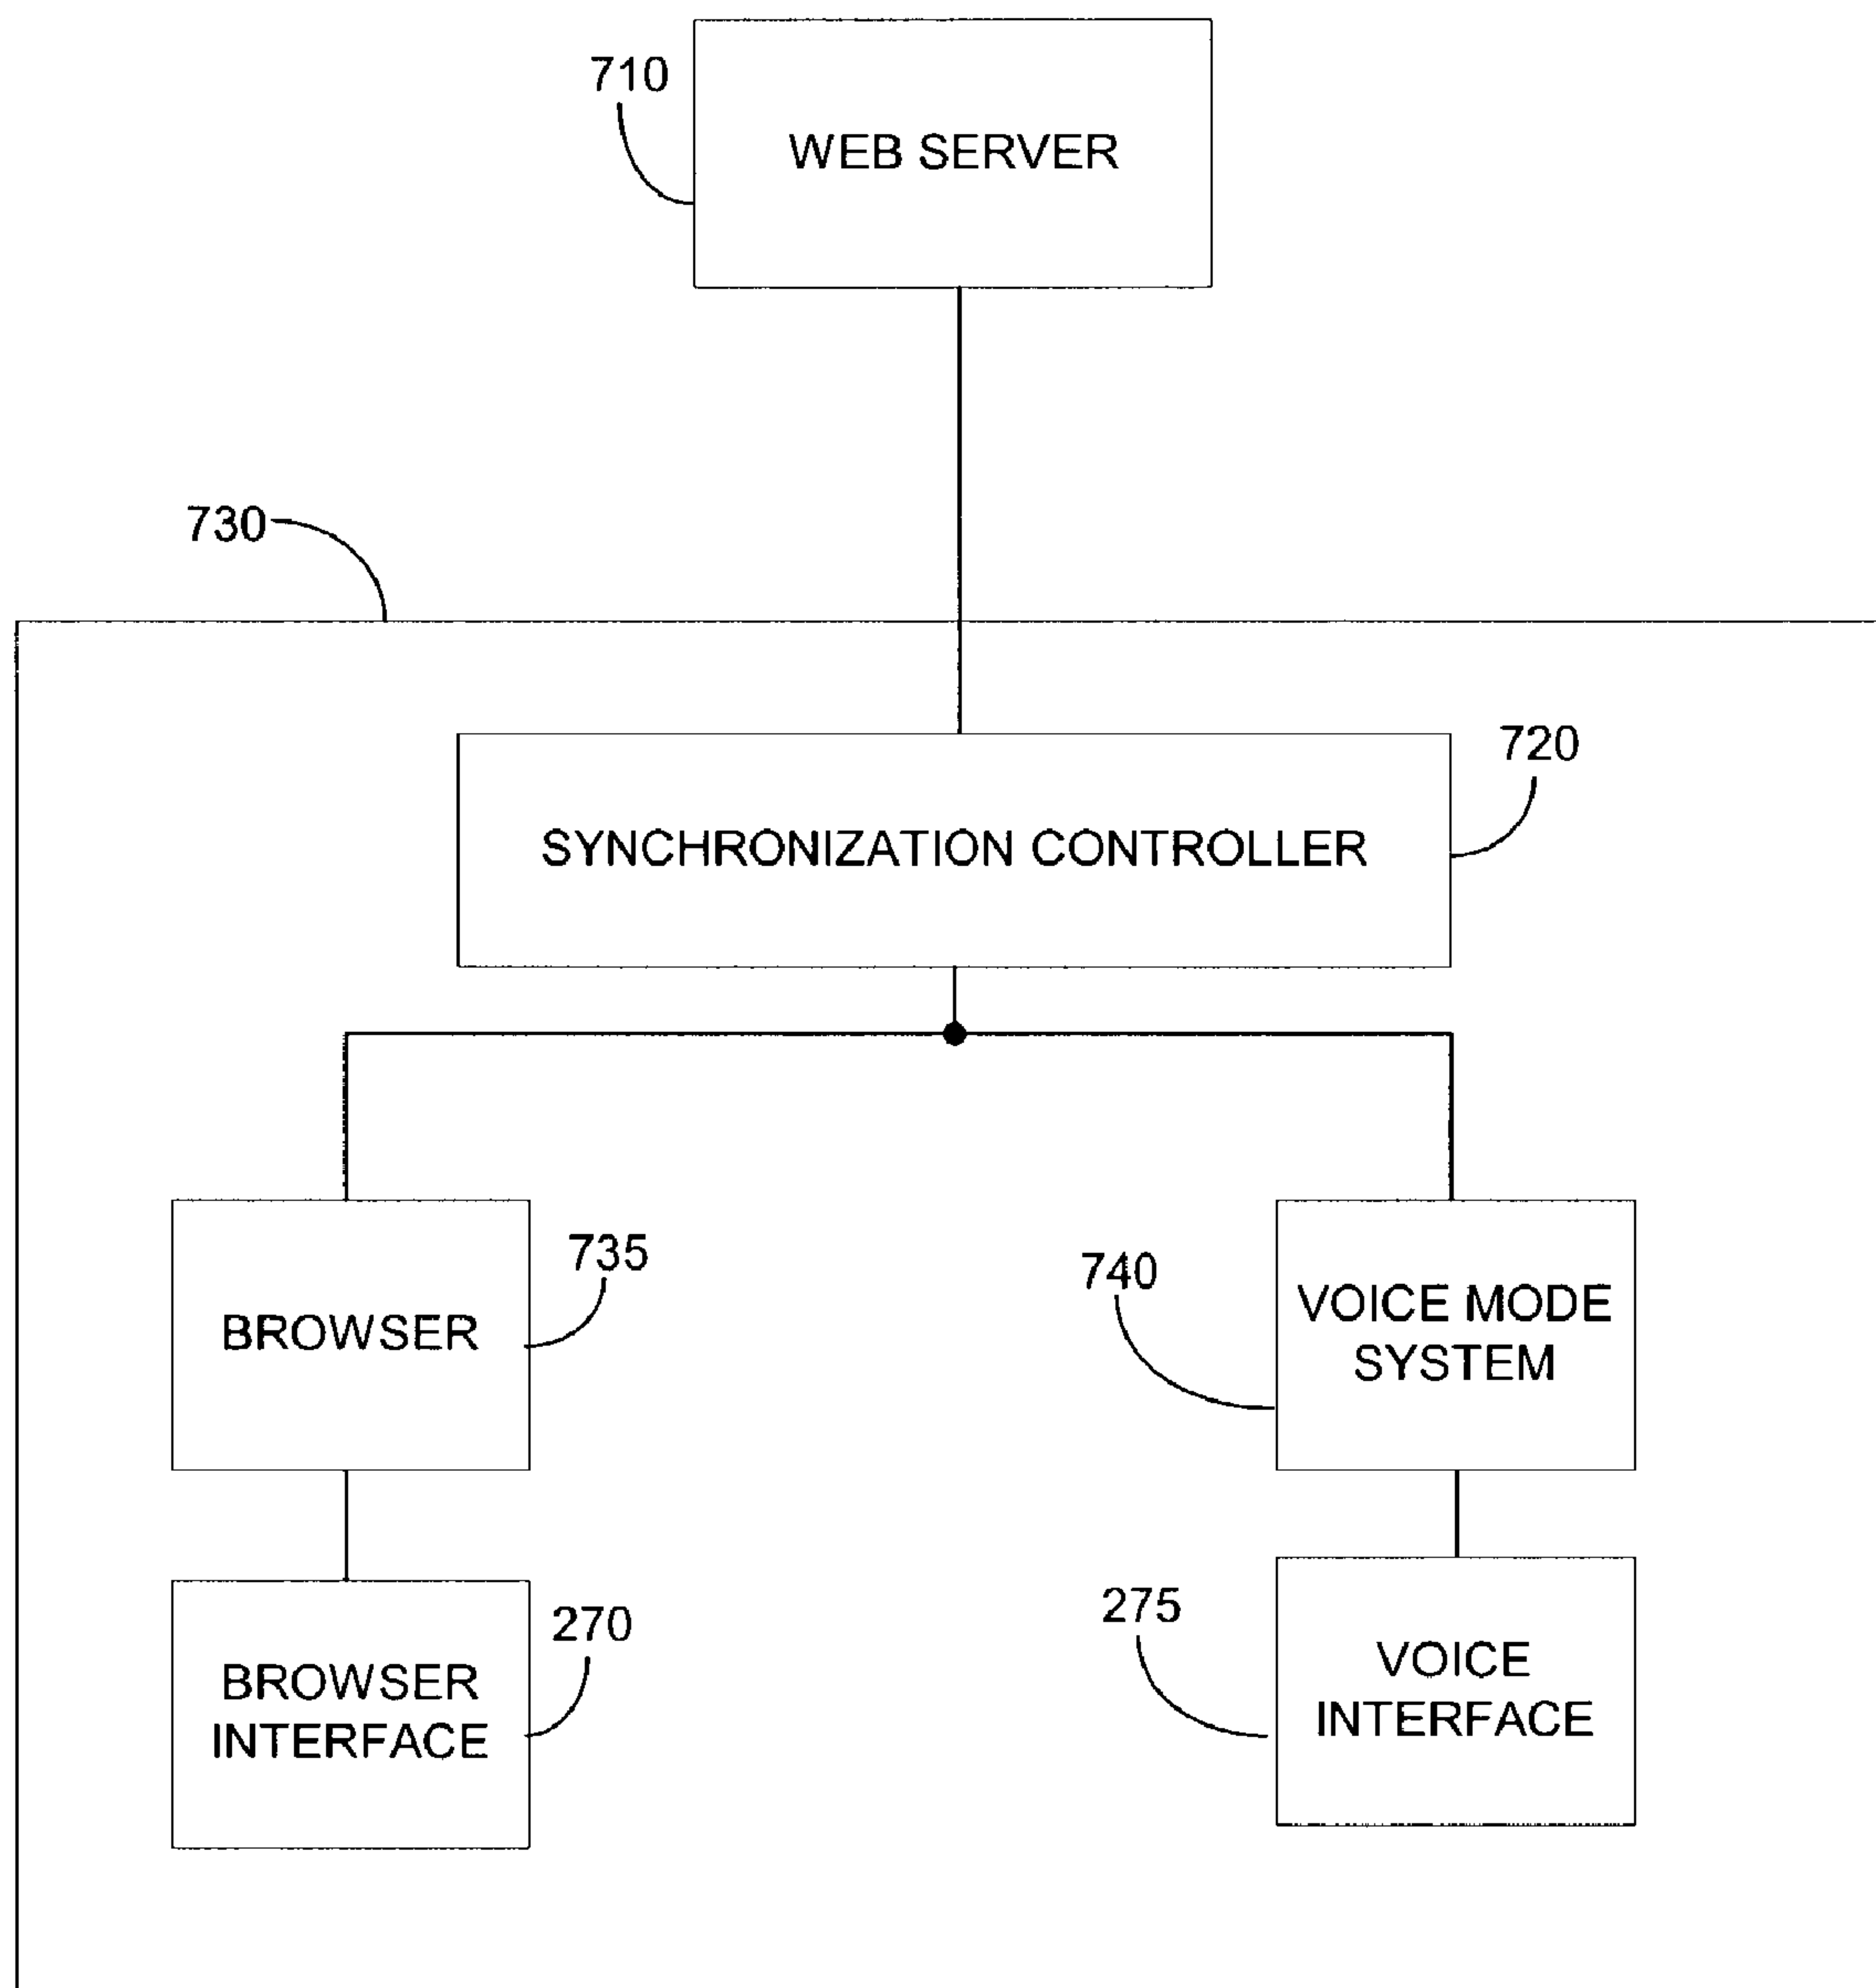 710
WEB SERVER
730
720
SYNCHRONIZATION CONTROLLER
735
740
BROWSER
VOICE MODE
SYSTEM
270
275
BROWSER
INTERFACE
VOICE
INTERFACE